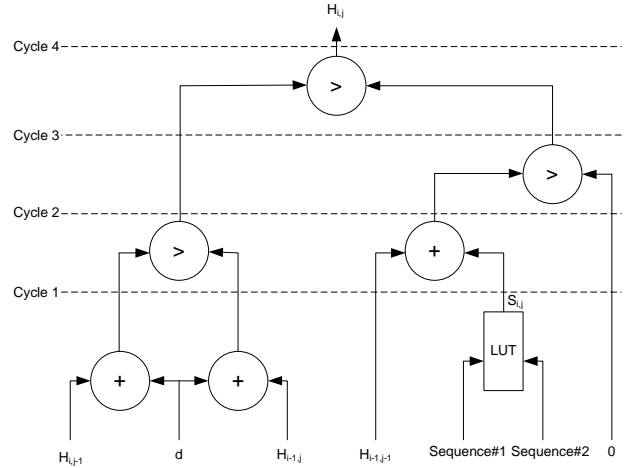 H_{i,j}
Cycle 4
>
Cycle 3
>
Cycle 2
>
+
Cycle 1
S_{i,j}
LUT
+
+
H_{i,j-1}
d
H_{i-1,j}
H_{i-1,j-1}
Sequence#1
Sequence#2
0